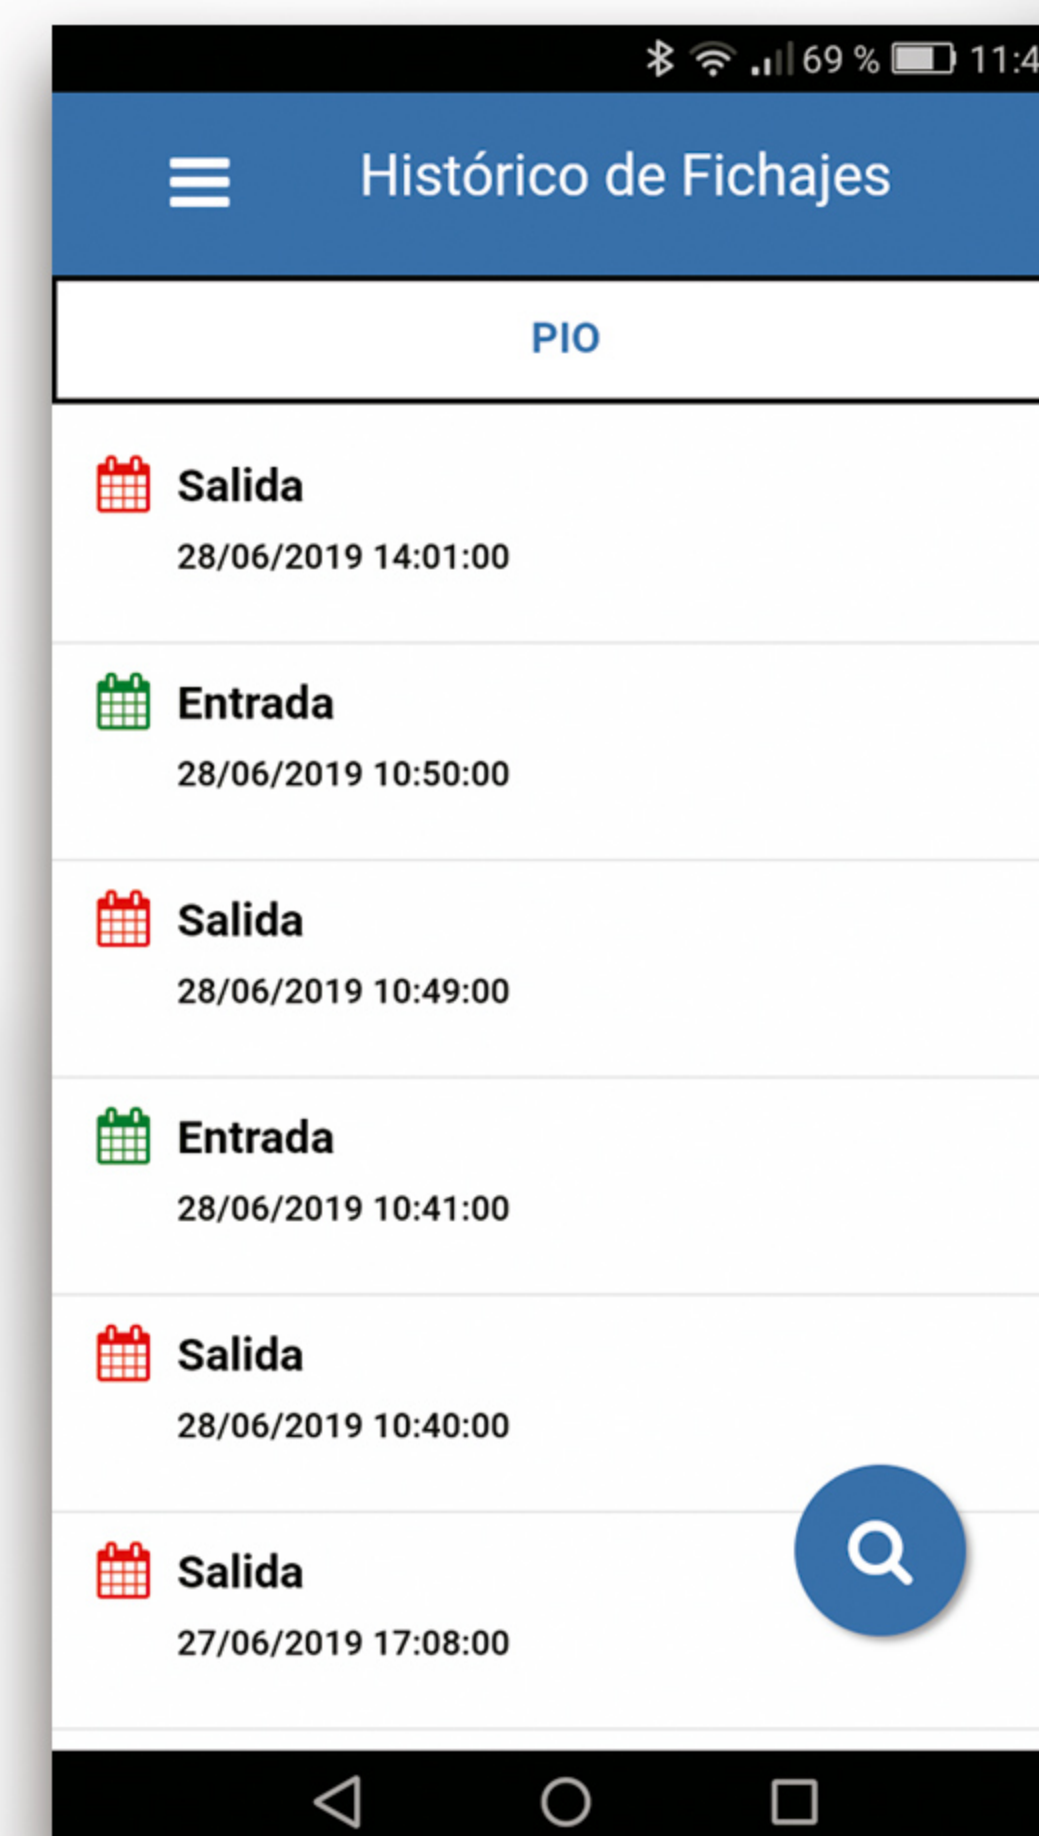 69 % 11:4
Histórico de Fichajes
PIO
Salida
28/06/2019 14:01:00
Entrada
28/06/2019 10:50:00
Salida
28/06/2019 10:49:00
Entrada
28/06/2019 10:41:00
Salida
28/06/2019 10:40:00
Salida
27/06/2019 17:08:00